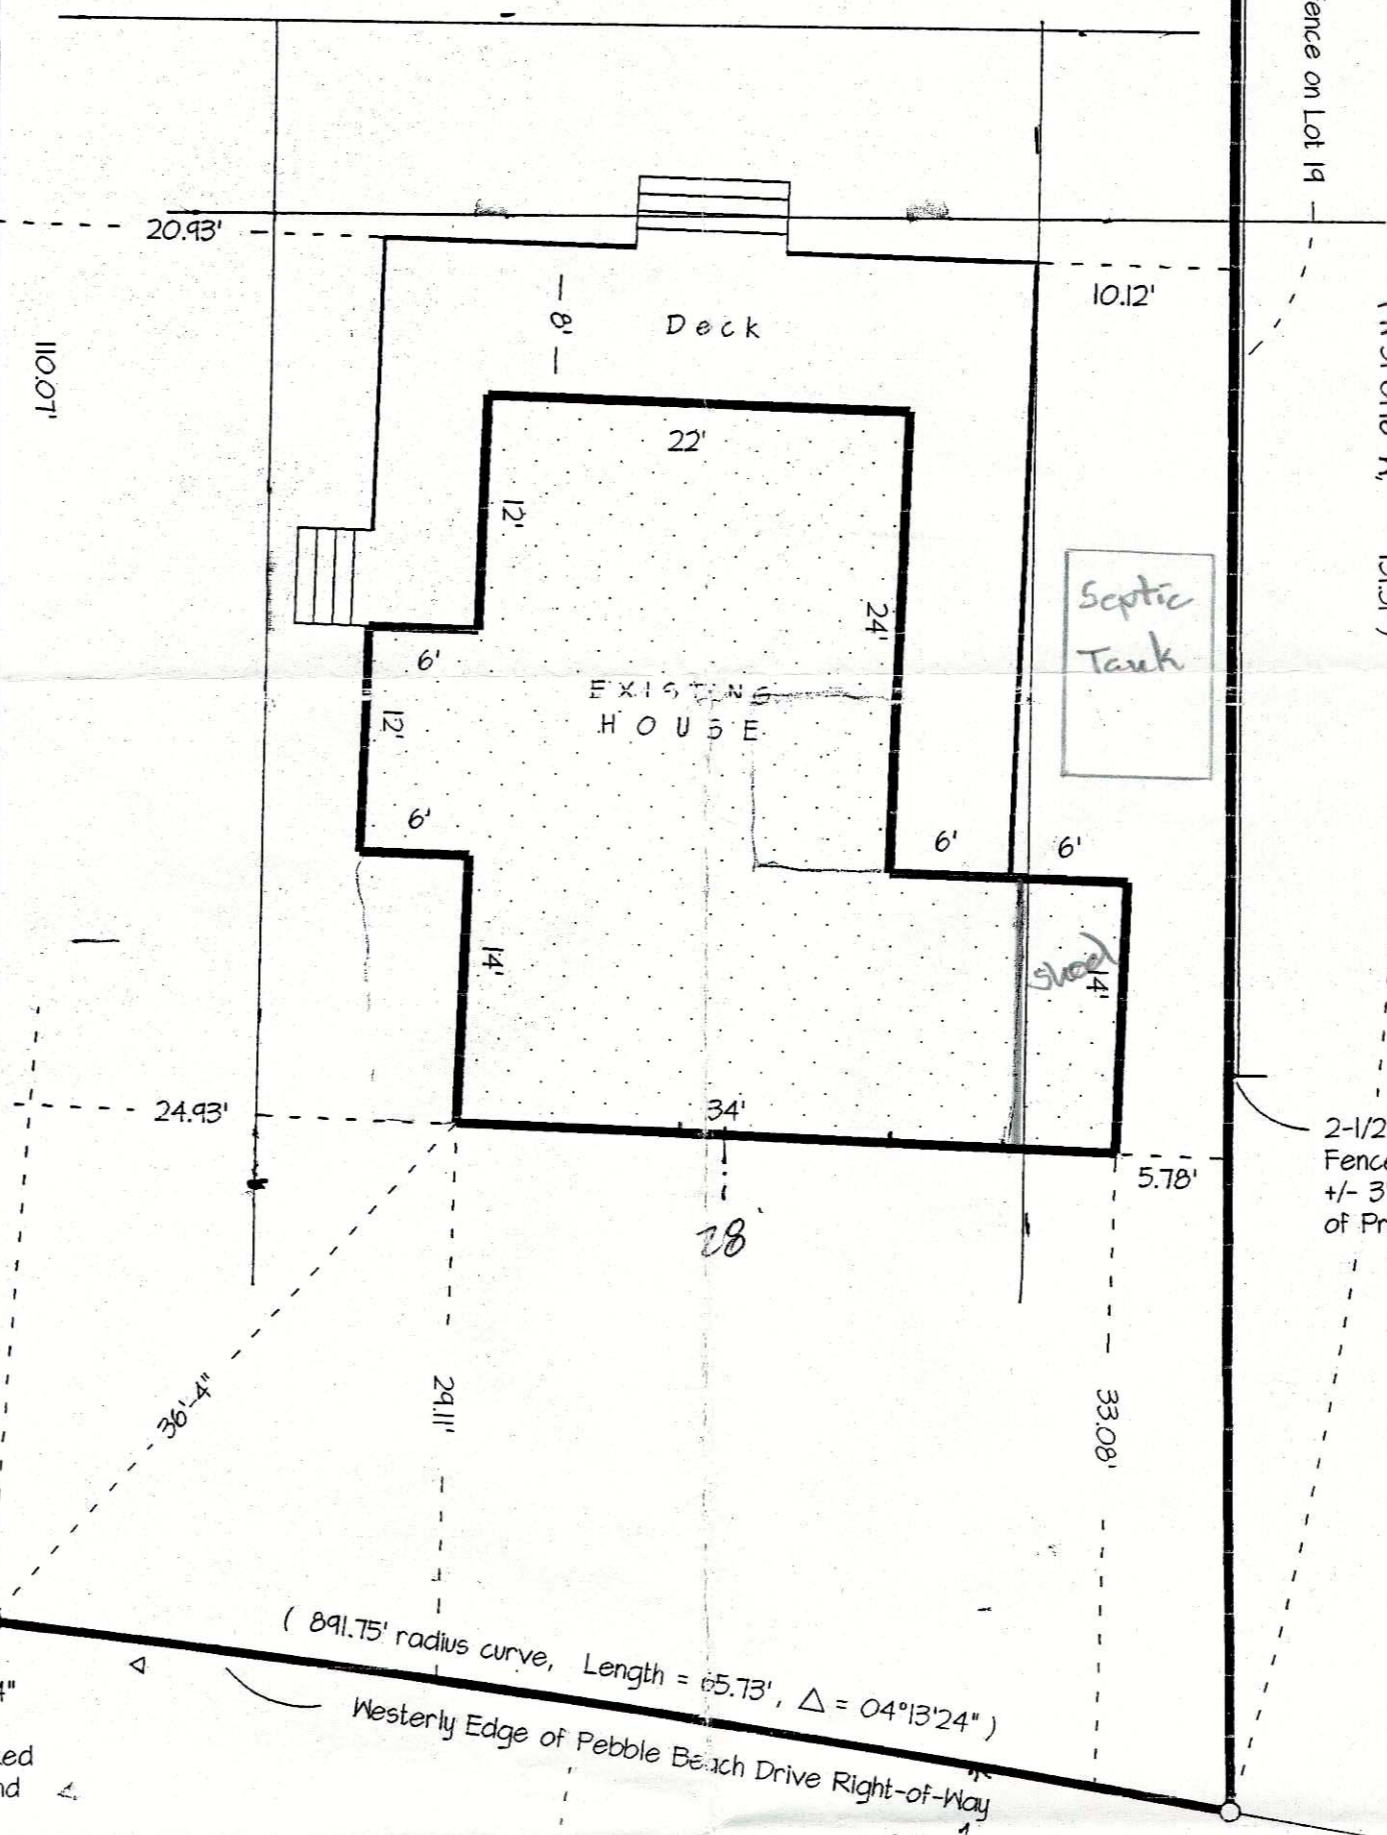 ence on Lot 19
20.93'
10.12'
8'
Deck
110.07'
22'
12'
24'
Septic
Tank
6'
EXISTING
HOUSE
12'
6'
6'
6'
14'
shed
14'
24.93'
34'
5.78'
2-1/2
Fence
+/- 3'
of Pr
28'
36'-4"
29.11'
33.08'
( 891.75' radius curve, Length = 65.73', △ = 04°13'24" )
Westerly Edge of Pebble Beach Drive Right-of-Way